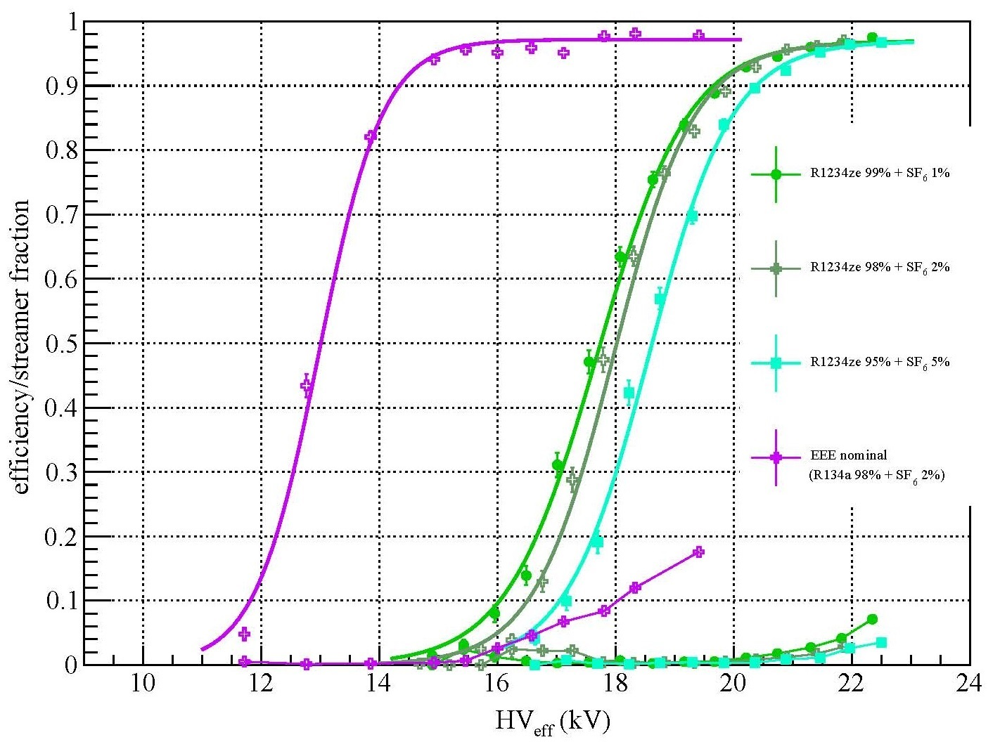 1
0.9
0.8
0.7
0.6
0.5
0.4
0.3
0.2
0.1
0
efficiency/streamer fraction
R1234ze 99% + SF6 1%
R1234ze 98% + SF6 2%
R1234ze 95% + SF6 5%
EEE nominal
(R134a 98% + SF6 2%)
10 12 14 16 18 20 22 24
HVeff (kV)